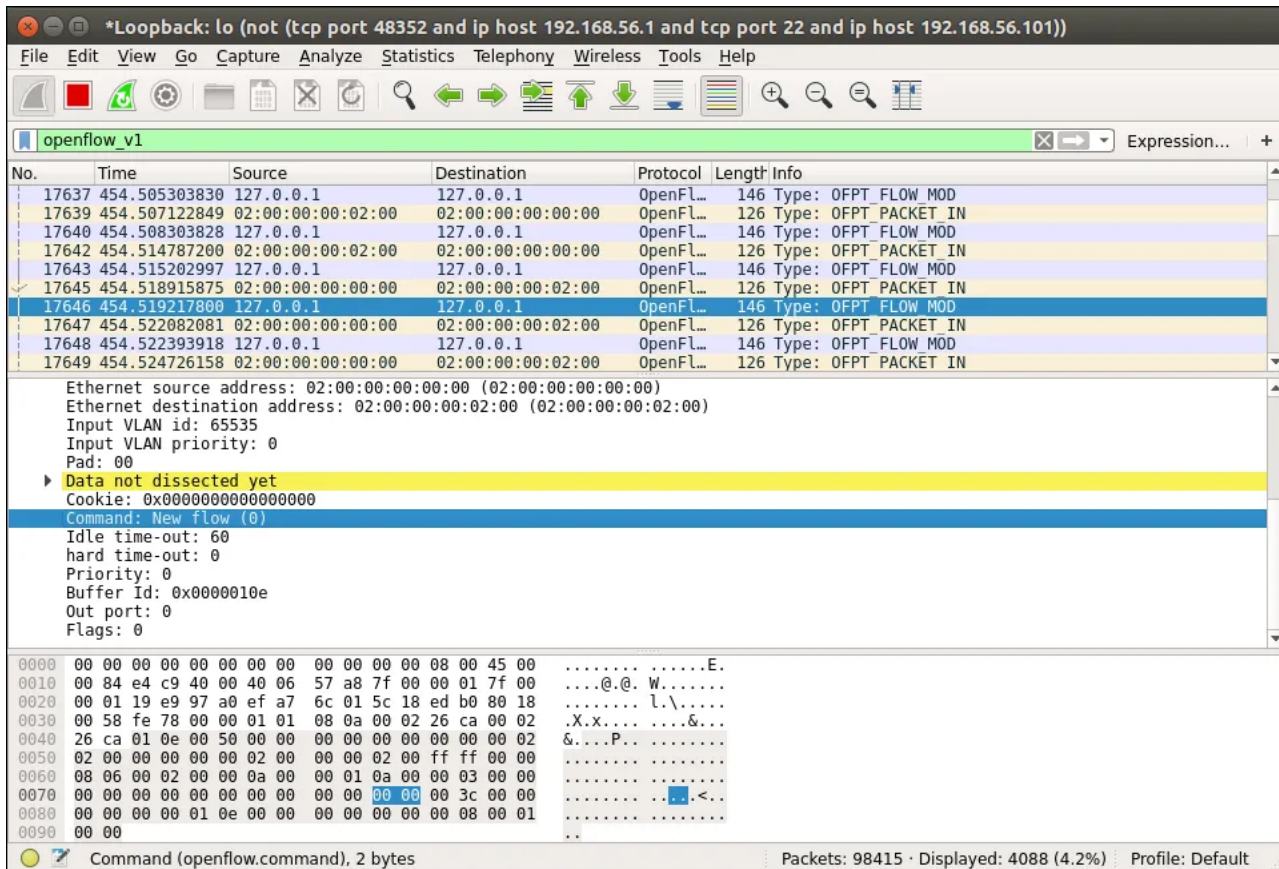 *Loopback: lo (not (tcp port 48352 and ip host 192.168.56.1 and tcp port 22 and ip host 192.168.56.101))
File Edit View Go Capture Analyze Statistics Telephony Wireless Tools Help
openflow_v1 Expression... +
No. Time Source Destination Protocol Length Info
17637 454.505303830 127.0.0.1 127.0.0.1 OpenFl… 146 Type: OFPT_FLOW_MOD
17639 454.507122849 02:00:00:00:02:00 02:00:00:00:00:00 OpenFl… 126 Type: OFPT_PACKET_IN
17640 454.508303828 127.0.0.1 127.0.0.1 OpenFl… 146 Type: OFPT_FLOW_MOD
17642 454.514787200 02:00:00:00:02:00 02:00:00:00:00:00 OpenFl… 126 Type: OFPT_PACKET_IN
17643 454.515202997 127.0.0.1 127.0.0.1 OpenFl… 146 Type: OFPT_FLOW_MOD
17645 454.518915875 02:00:00:00:00:00 02:00:00:00:02:00 OpenFl… 126 Type: OFPT_PACKET_IN
17646 454.519217800 127.0.0.1 127.0.0.1 OpenFl… 146 Type: OFPT_FLOW_MOD
17647 454.522082081 02:00:00:00:00:00 02:00:00:00:02:00 OpenFl… 126 Type: OFPT_PACKET_IN
17648 454.522393918 127.0.0.1 127.0.0.1 OpenFl… 146 Type: OFPT_FLOW_MOD
17649 454.524726158 02:00:00:00:00:00 02:00:00:00:02:00 OpenFl… 126 Type: OFPT_PACKET_IN
Ethernet source address: 02:00:00:00:00:00 (02:00:00:00:00:00)
Ethernet destination address: 02:00:00:00:02:00 (02:00:00:00:02:00)
Input VLAN id: 65535
Input VLAN priority: 0
Pad: 00
Data not dissected yet
Cookie: 0x0000000000000000
Command: New flow (0)
Idle time-out: 60
hard time-out: 0
Priority: 0
Buffer Id: 0x0000010e
Out port: 0
Flags: 0
0000 00 00 00 00 00 00 00 00 00 00 00 00 08 00 45 00 ........ ......E.
0010 00 84 e4 c9 40 00 40 06 57 a8 7f 00 00 01 7f 00 ....@.@. W.......
0020 00 01 19 e9 97 a0 ef a7 6c 01 5c 18 ed b0 80 18 ........ l.\.....
0030 00 58 fe 78 00 00 01 01 08 0a 00 02 26 ca 00 02 .X.x.... ....&...
0040 26 ca 01 0e 00 50 00 00 00 00 00 00 00 00 00 02 &....P.. ........
0050 02 00 00 00 00 00 02 00 00 00 02 00 ff ff 00 00 ........ ........
0060 08 06 00 02 00 00 0a 00 00 01 0a 00 00 03 00 00 ........ ........
0070 00 00 00 00 00 00 00 00 00 00 00 00 00 3c 00 00 ........ .....<..
0080 00 00 00 00 01 0e 00 00 00 00 00 00 00 08 00 01 ........ ........
0090 00 00 ..
Command (openflow.command), 2 bytes Packets: 98415 · Displayed: 4088 (4.2%) Profile: Default